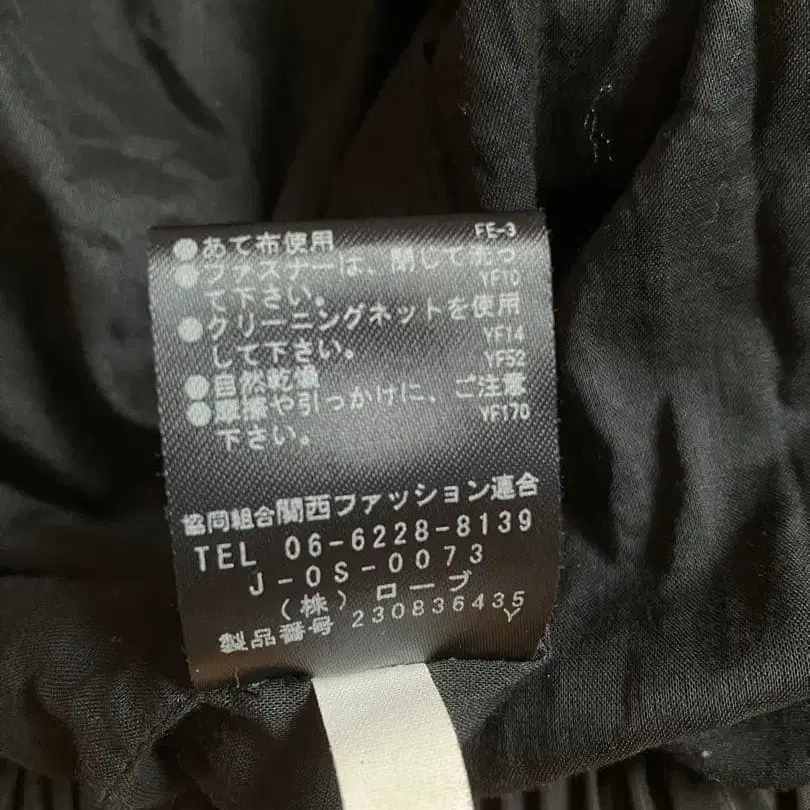 ●あて布使用 FE-3
●ファスナーは、閉じて洗っ
て下さい。 YF10
●クリーニングネットを使用
して下さい。 YF14
●自然乾燥 YF52
●摩擦や引っかけに、ご注意
下さい。 YF170
協同組合関西ファッション連合
TEL 06-6228-8139
J-OS-0073
(株) ローブ
製品番号 230836435
Y